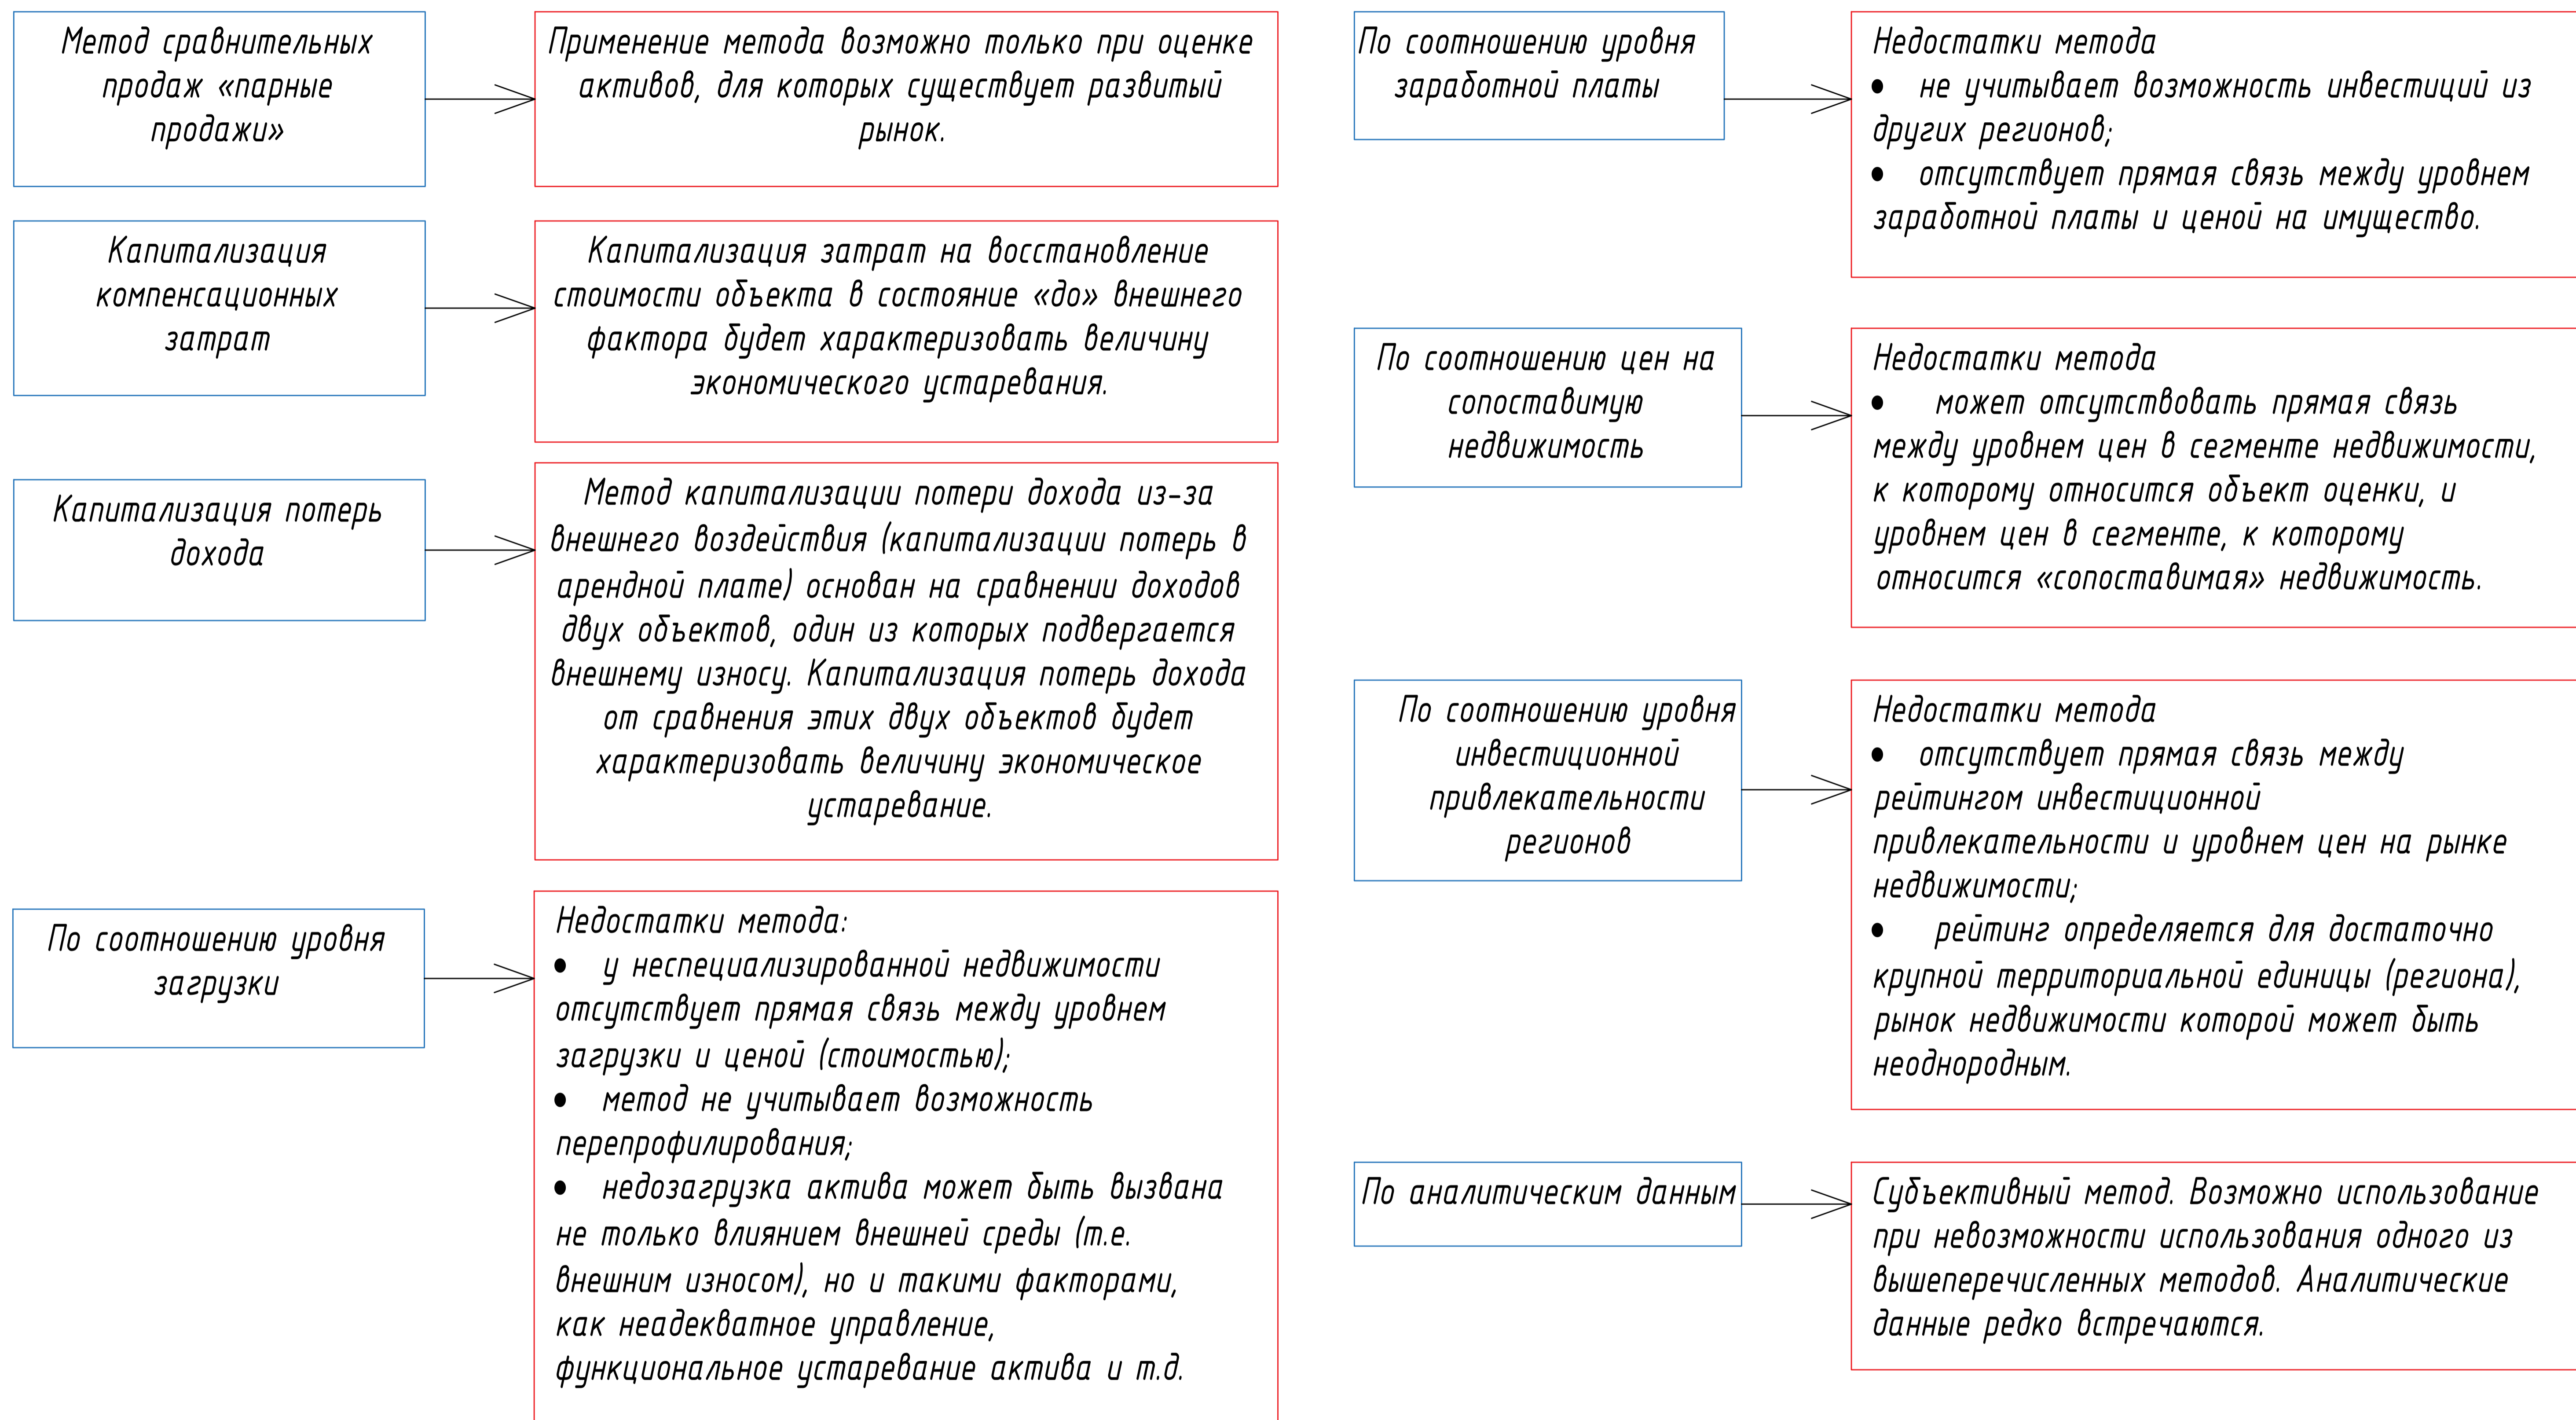 Метод сравнительных
продаж «парные
продажи»
Применение метода возможно только при оценке
активов, для которых существует развитый
рынок.
Капитализация
компенсационных
затрат
Капитализация затрат на восстановление
стоимости объекта в состояние «до» внешнего
фактора будет характеризовать величину
экономического устаревания.
Капитализация потерь
дохода
Метод капитализации потери дохода из-за
внешнего воздействия (капитализации потерь в
арендной плате) основан на сравнении доходов
двух объектов, один из которых подвергается
внешнему износу. Капитализация потерь дохода
от сравнения этих двух объектов будет
характеризовать величину экономическое
устаревание.
По соотношению уровня
загрузки
Недостатки метода:
• у неспециализированной недвижимости
отсутствует прямая связь между уровнем
загрузки и ценой (стоимостью);
• метод не учитывает возможность
перепрофилирования;
• недозагрузка актива может быть вызвана
не только влиянием внешней среды (т.е.
внешним износом), но и такими факторами,
как неадекватное управление,
функциональное устаревание актива и т.д.
По соотношению уровня
заработной платы
Недостатки метода
• не учитывает возможность инвестиций из
других регионов;
• отсутствует прямая связь между уровнем
заработной платы и ценой на имущество.
По соотношению цен на
сопоставимую
недвижимость
Недостатки метода
• может отсутствовать прямая связь
между уровнем цен в сегменте недвижимости,
к которому относится объект оценки, и
уровнем цен в сегменте, к которому
относится «сопоставимая» недвижимость.
По соотношению уровня
инвестиционной
привлекательности
регионов
Недостатки метода
• отсутствует прямая связь между
рейтингом инвестиционной
привлекательности и уровнем цен на рынке
недвижимости;
• рейтинг определяется для достаточно
крупной территориальной единицы (региона),
рынок недвижимости которой может быть
неоднородным.
По аналитическим данным
Субъективный метод. Возможно использование
при невозможности использования одного из
вышеперечисленных методов. Аналитические
данные редко встречаются.